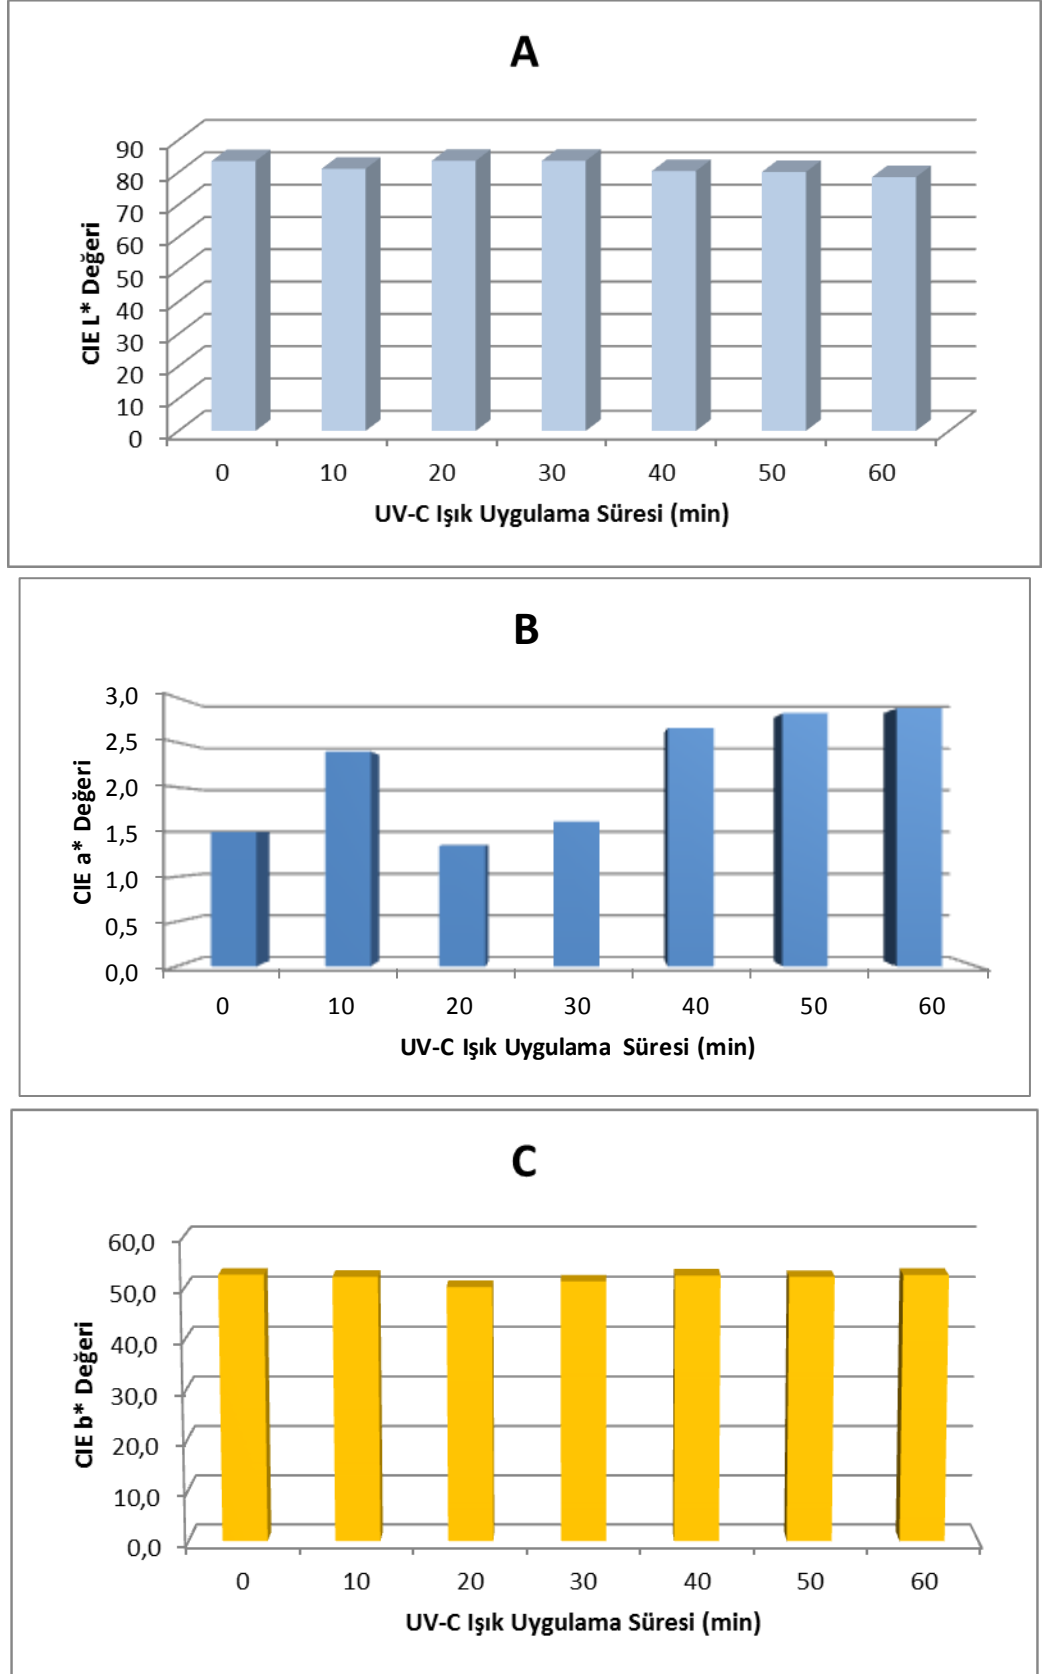 A
90
80
70
60
50
40
30
20
10
0
CIE L* Değeri
0 10 20 30 40 50 60
UV-C Işık Uygulama Süresi (min)
B
3,0
2,5
2,0
1,5
1,0
0,5
0,0
CIE a* Değeri
0 10 20 30 40 50 60
UV-C Işık Uygulama Süresi (min)
C
60,0
50,0
40,0
30,0
20,0
10,0
0,0
CIE b* Değeri
0 10 20 30 40 50 60
UV-C Işık Uygulama Süresi (min)